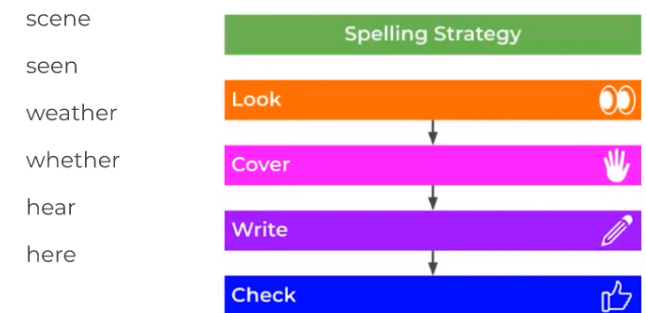 scene
seen
weather
whether
hear
here
Spelling Strategy
Look
Cover
Write
Check